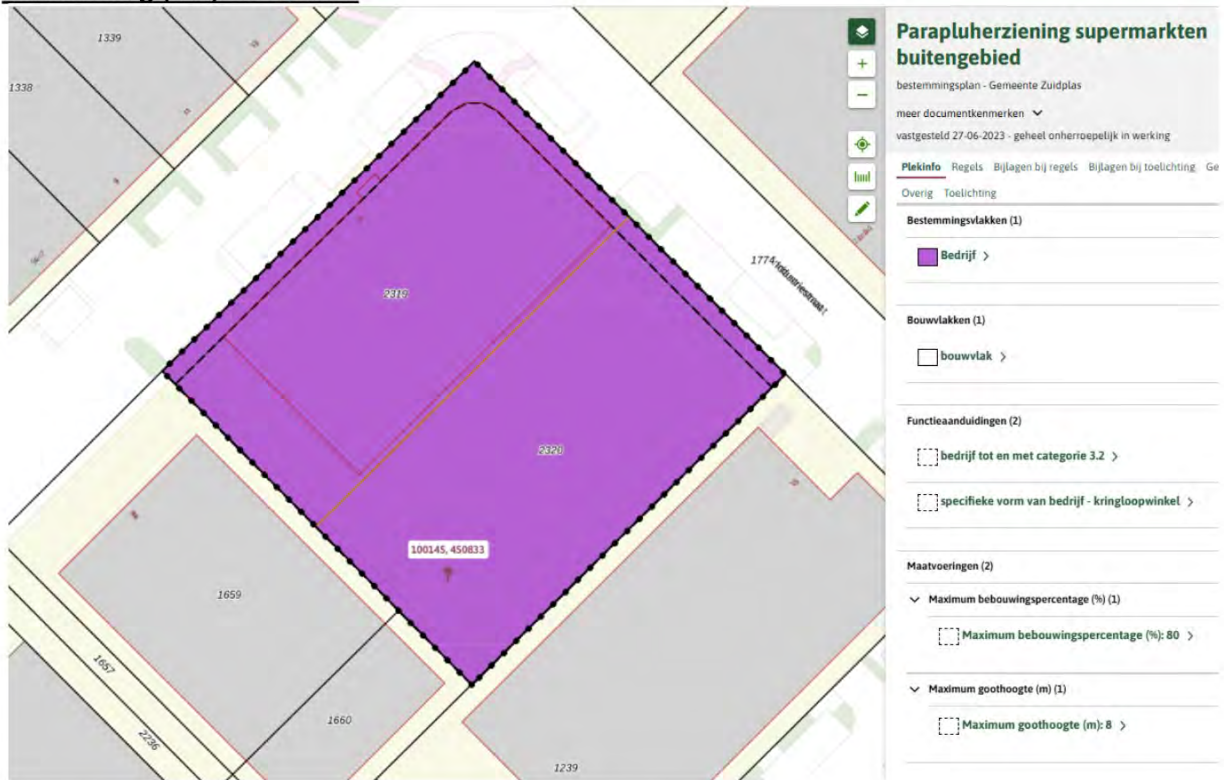 1339
1338
2319
2320
1774
100145, 450833
1659
1657
1660
2236
1239
Parapluherziening supermarkten
buitengebied
bestemmingsplan - Gemeente Zuidplas
meer documentkenmerken
vastgesteld 27-06-2023 - geheel onherroepelijk in werking
Plekinfo Regels Bijlagen bij regels Bijlagen bij toelichting Ge
Overig Toelichting
Bestemmingsvlakken (1)
Bedrijf >
Bouwvlakken (1)
bouwvlak >
Functieaanduidingen (2)
bedrijf tot en met categorie 3.2 >
specifieke vorm van bedrijf - kringloopwinkel >
Maatvoeringen (2)
Maximum bebouwingspercentage (%) (1)
Maximum bebouwingspercentage (%): 80 >
Maximum goothoogte (m) (1)
Maximum goothoogte (m): 8 >